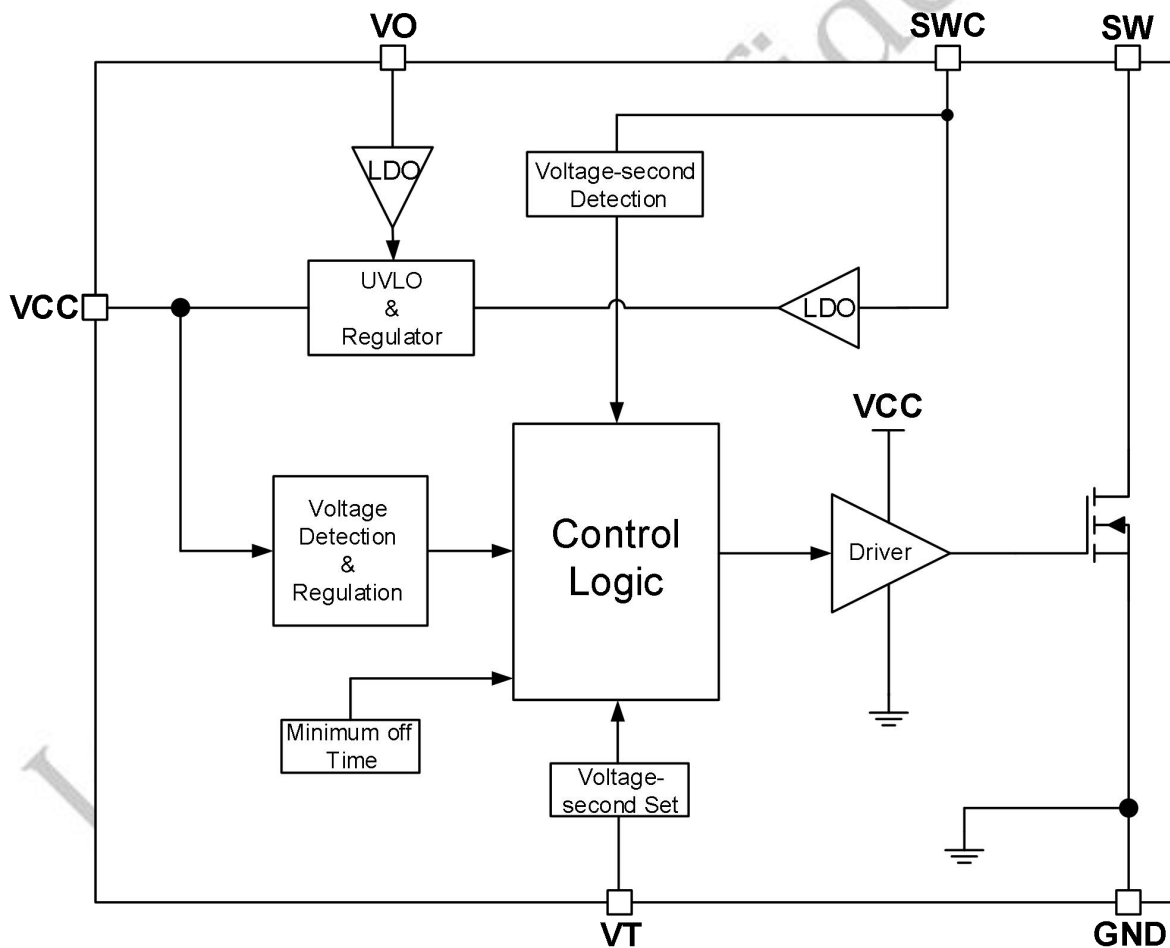 VO
SWC
SW
LDO
Voltage-second
Detection
VCC
UVLO
&
Regulator
LDO
VCC
Voltage
Detection
&
Regulation
Control
Logic
Driver
Minimum off
Time
Voltage-
second Set
VT
GND